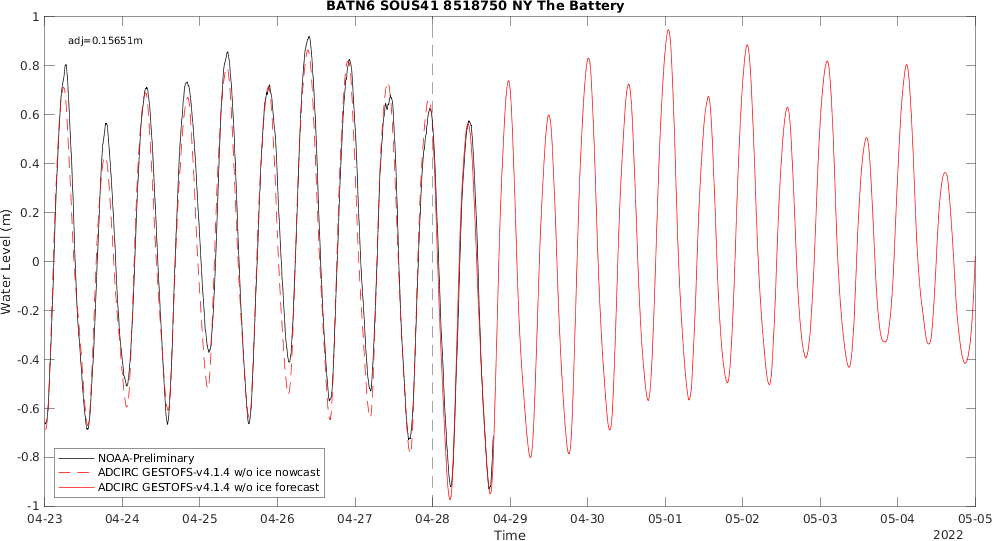 BATN6 SOUS41 8518750 NY The Battery
adj=0.15651m
1
0.8
0.6
0.4
0.2
0
-0.2
-0.4
-0.6
-0.8
-1
Water Level (m)
NOAA-Preliminary
ADCIRC GESTOFS-v4.1.4 w/o ice nowcast
ADCIRC GESTOFS-v4.1.4 w/o ice forecast
04-23 04-24 04-25 04-26 04-27 04-28 04-29 04-30 05-01 05-02 05-03 05-04 05-05
Time
2022